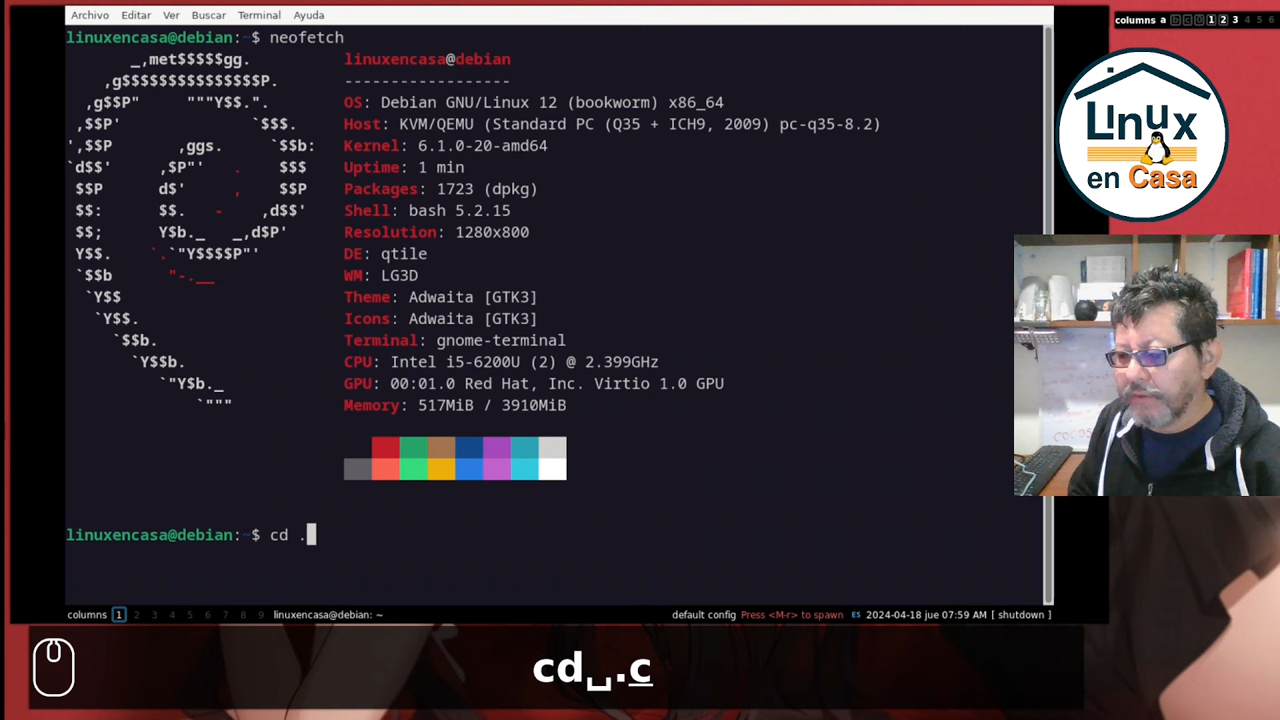 Archivo Editar Ver Buscar Terminal Ayuda
columns a b c 0 1 2 3 4 5 6
linuxencasa@debian:~$ neofetch
_,met$$$$$gg.
linuxencasa@debian
,g$$$$$$$$$$$$$$$P.
------------------
,g$$P" """Y$$.".
OS: Debian GNU/Linux 12 (bookworm) x86_64
,$$P' `$$$.
Host: KVM/QEMU (Standard PC (Q35 + ICH9, 2009) pc-q35-8.2)
',$$P ,ggs. `$$b:
Kernel: 6.1.0-20-amd64
`d$$' ,$P"' . $$$
Uptime: 1 min
$$P d$' , $$P
Packages: 1723 (dpkg)
$$: $$. - ,d$$'
Shell: bash 5.2.15
$$; Y$b._ _,d$P'
Resolution: 1280x800
Y$$. `.`"Y$$$$P"'
DE: qtile
`$$b "-.__
WM: LG3D
`Y$$
Theme: Adwaita [GTK3]
`Y$$.
Icons: Adwaita [GTK3]
`$$b.
Terminal: gnome-terminal
`Y$$b.
CPU: Intel i5-6200U (2) @ 2.399GHz
`"Y$b._
GPU: 00:01.0 Red Hat, Inc. Virtio 1.0 GPU
`"""
Memory: 517MiB / 3910MiB
linuxencasa@debian:~$ cd .
columns 1 2 3 4 5 6 7 8 9 linuxencasa@debian: ~
default config Press <M-r> to spawn ES 2024-04-18 jue 07:59 AM [ shutdown ]
cd␣.c
Linux
en Casa